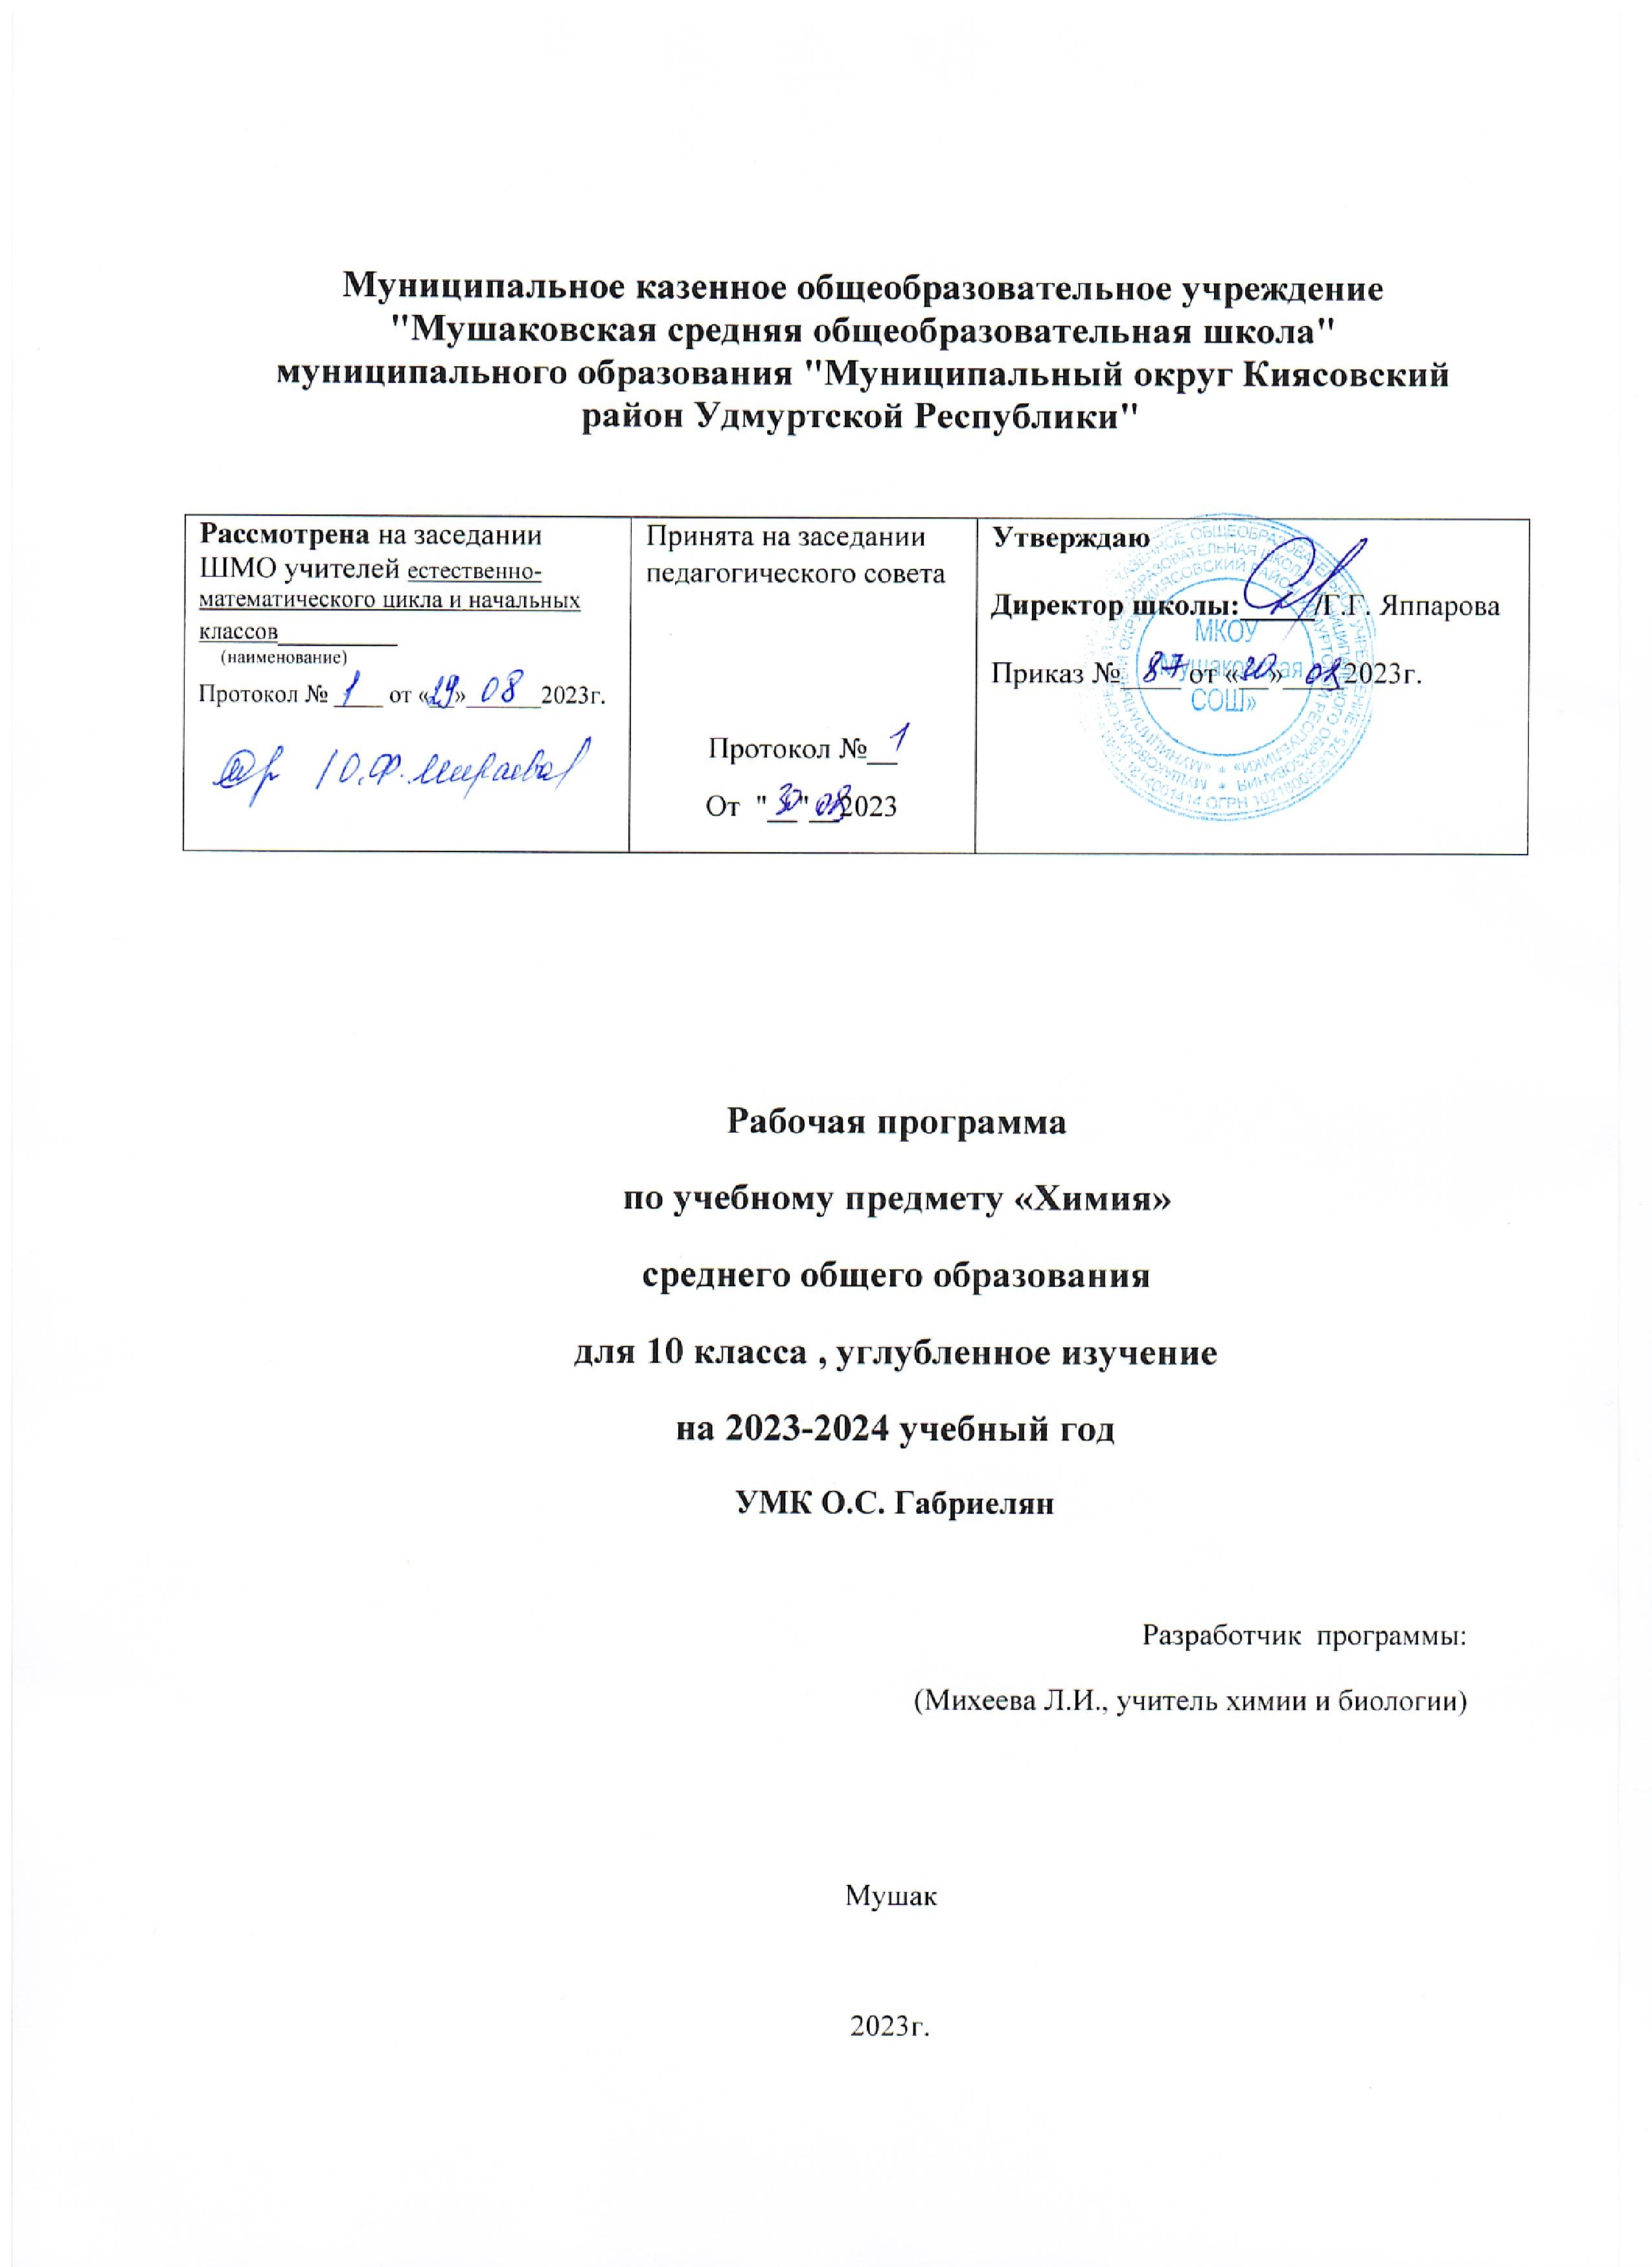 Муниципальное казенное общеобразовательное учреждение
"Мушаковская средняя общеобразовательная школа"
муниципального образования "Муниципальный округ Киясовский
район Удмуртской Республики"
Рассмотрена на заседании
ШМО учителей естественно-
математического цикла и начальных
классов_________
(наименование)
Протокол № 1 от «29» 08 2023г.
Ю.Ф.
Принята на заседании
педагогического совета
Протокол № 1
От "30" 08 2023
Утверждаю
Директор школы:_____/Г.Г. Яппарова
Приказ № 87 от «30» 08 2023г.
МКОУ
«Мушаковская
СОШ»
Рабочая программа
по учебному предмету «Химия»
среднего общего образования
для 10 класса , углубленное изучение
на 2023-2024 учебный год
УМК О.С. Габриелян
Разработчик программы:
(Михеева Л.И., учитель химии и биологии)
Мушак
2023г.